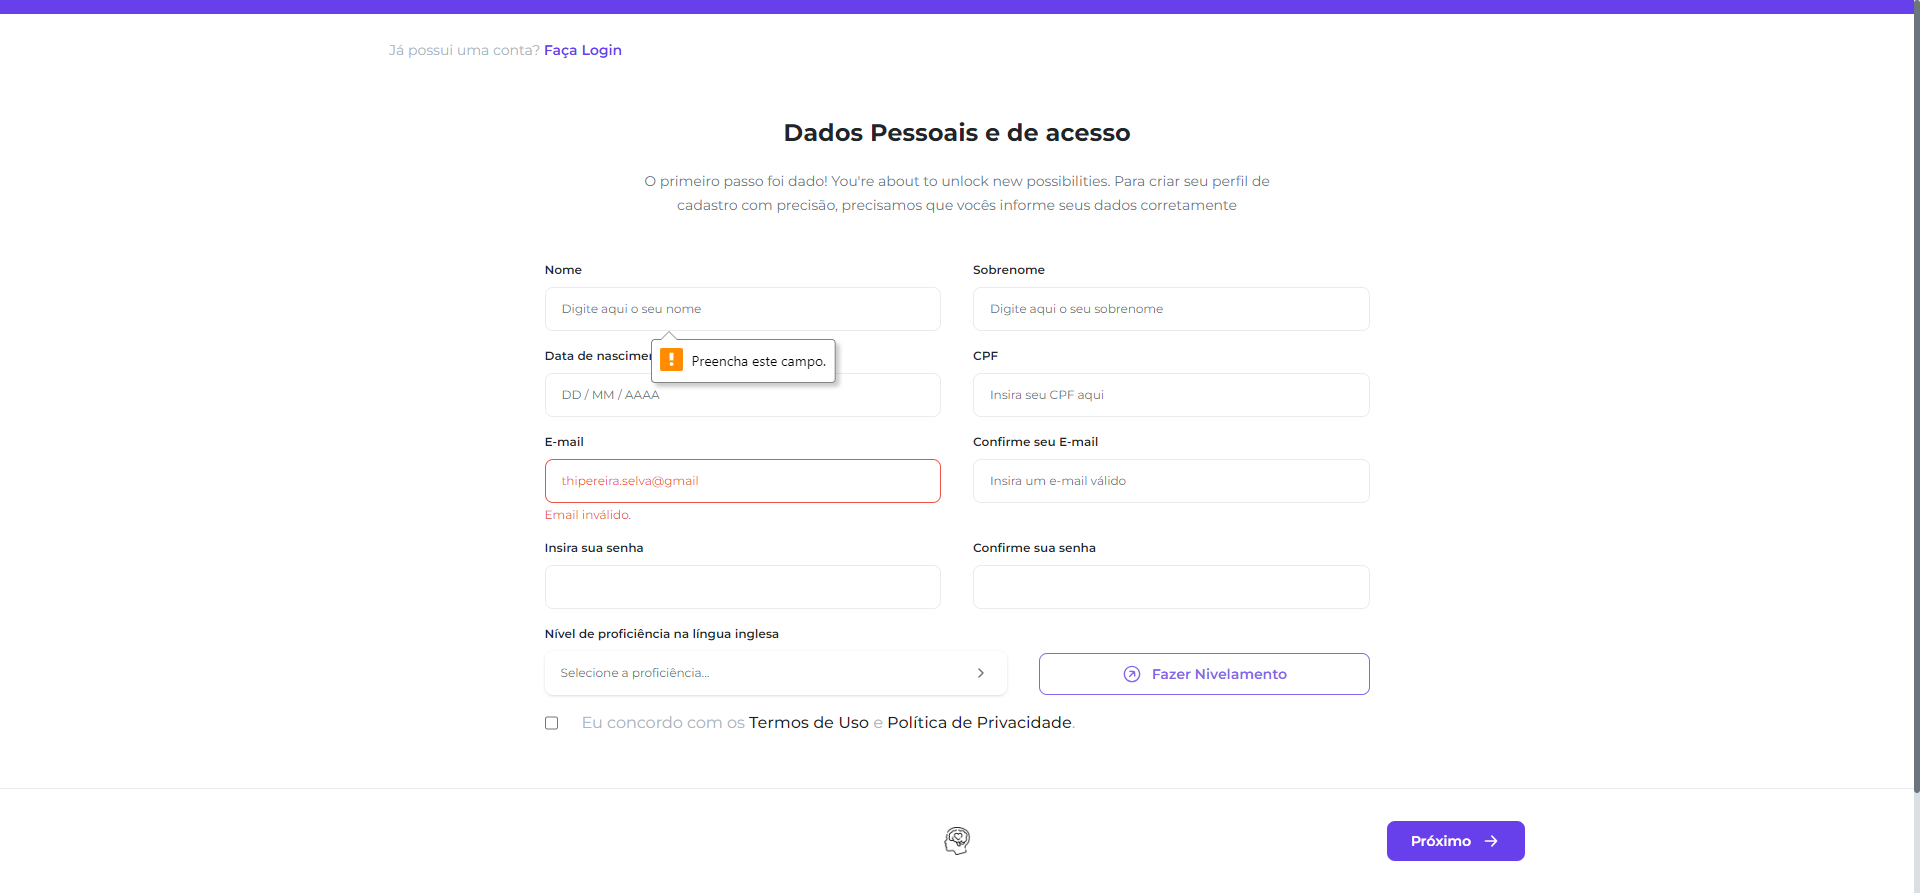 Já possui uma conta? Faça Login
Dados Pessoais e de acesso
O primeiro passo foi dado! You're about to unlock new possibilities. Para criar seu perfil de
cadastro com precisão, precisamos que vocês informe seus dados corretamente
Nome
Sobrenome
Digite aqui o seu nome
Digite aqui o seu sobrenome
Data de
Preencha este campo.
CPF
DD / MM / AAAA
Insira seu CPF aqui
E-mail
Confirme seu E-mail
thipereira.selva@gmail
Insira um e-mail válido
Email inválido.
Insira sua senha
Confirme sua senha
Nível de proficiência na língua inglesa
Selecione a proficiência...
Fazer Nivelamento
Eu concordo com os Termos de Uso e Política de Privacidade.
Próximo